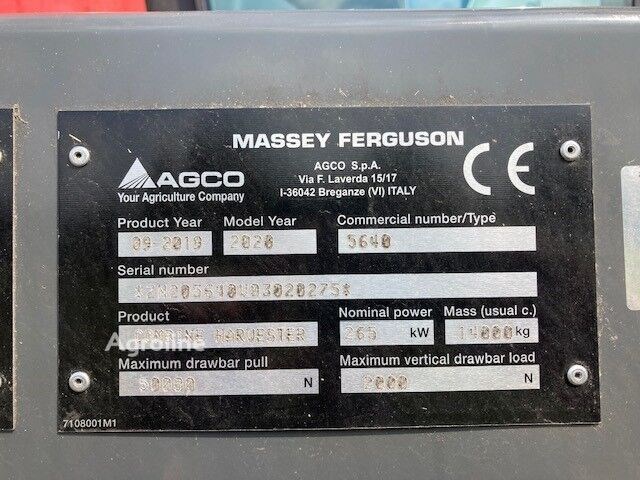 MASSEY FERGUSON
AGCO
Your Agriculture Company
AGCO S.p.A.
Via F. Laverda 15/17
I-36042 Breganze (VI) ITALY
CE
Product Year Model Year Commercial number/Type
09-2019 2020 5640
Serial number
Product Nominal power Mass (usual c.)
COMBINE HARVESTER 265 kW 14000 kg
Agroline
Maximum drawbar pull Maximum vertical drawbar load
50000 N 2000 N
7108001M1